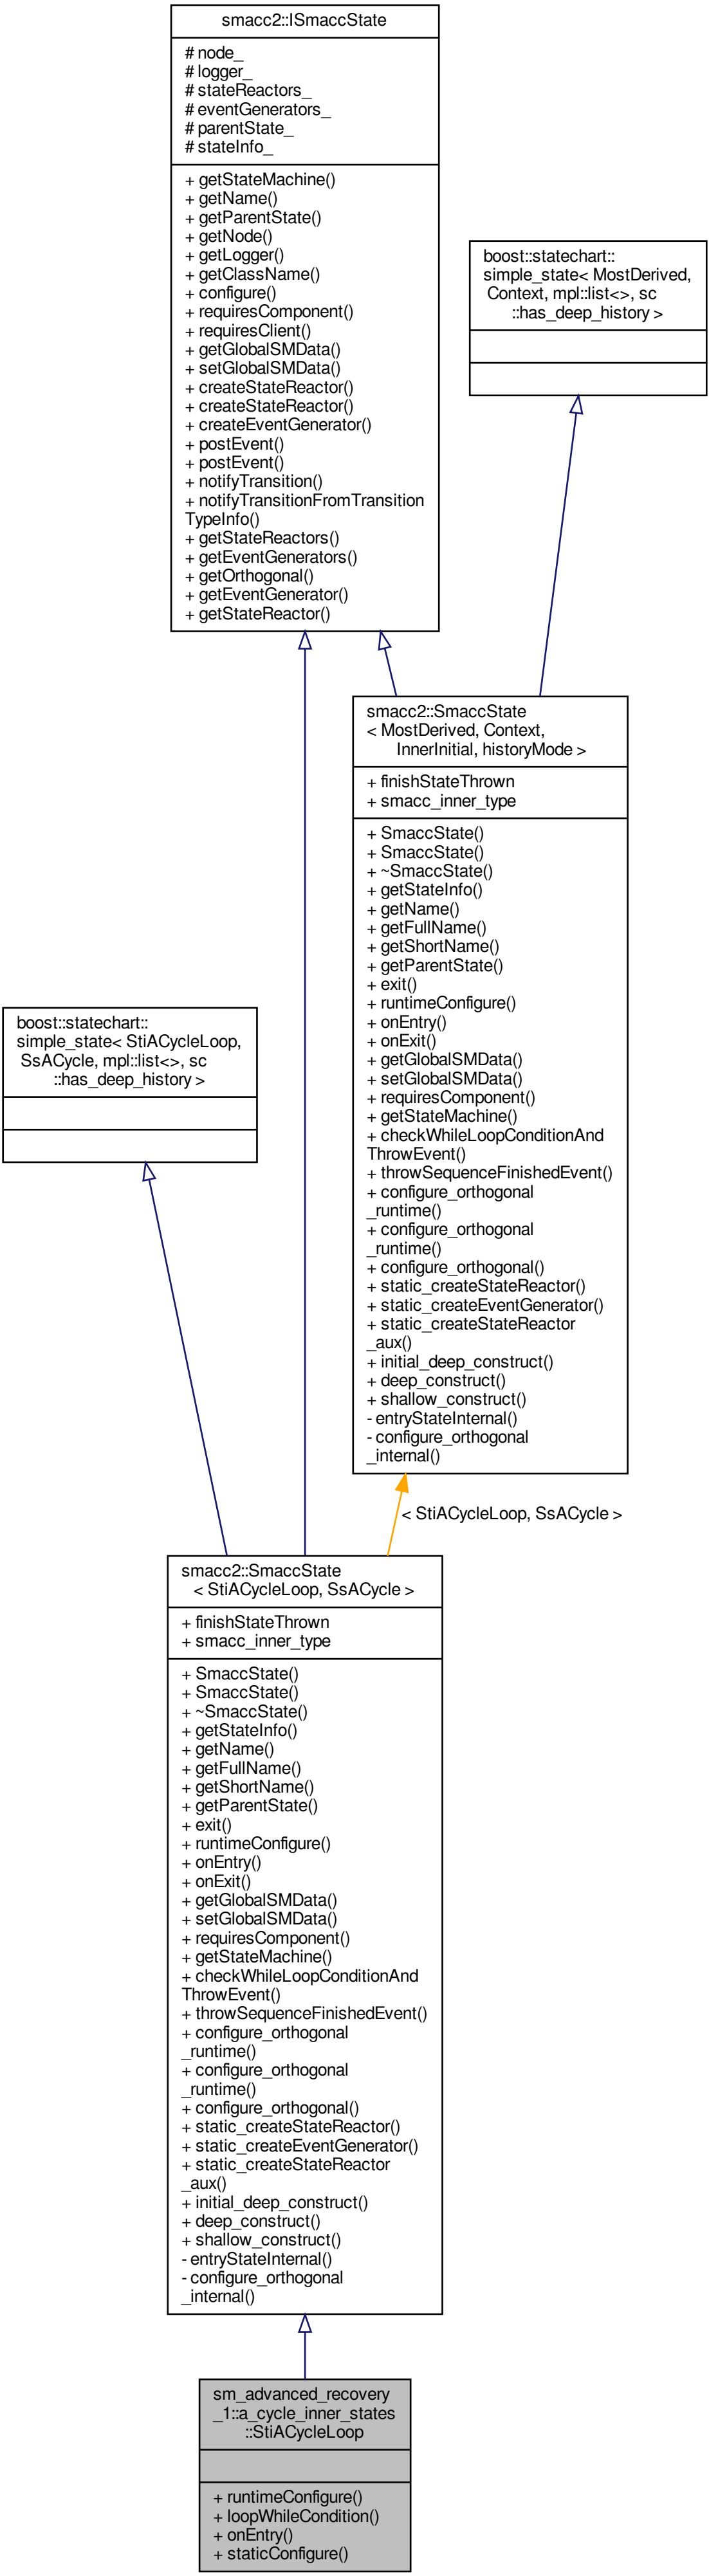 smacc2::ISmaccState
# node_
# logger_
# stateReactors_
# eventGenerators_
# parentState_
# stateInfo_
+ getStateMachine()
+ getName()
+ getParentState()
+ getNode()
+ getLogger()
+ getClassName()
+ configure()
+ requiresComponent()
+ requiresClient()
+ getGlobalSMData()
+ setGlobalSMData()
+ createStateReactor()
+ createStateReactor()
+ createEventGenerator()
+ postEvent()
+ postEvent()
+ notifyTransition()
+ notifyTransitionFromTransition
TypeInfo()
+ getStateReactors()
+ getEventGenerators()
+ getOrthogonal()
+ getEventGenerator()
+ getStateReactor()
boost::statechart::
simple_state< MostDerived,
Context, mpl::list<>, sc
::has_deep_history >
smacc2::SmaccState
< MostDerived, Context,
InnerInitial, historyMode >
+ finishStateThrown
+ smacc_inner_type
+ SmaccState()
+ SmaccState()
+ ~SmaccState()
+ getStateInfo()
+ getName()
+ getFullName()
+ getShortName()
+ getParentState()
+ exit()
+ runtimeConfigure()
+ onEntry()
+ onExit()
+ getGlobalSMData()
+ setGlobalSMData()
+ requiresComponent()
+ getStateMachine()
+ checkWhileLoopConditionAnd
ThrowEvent()
+ throwSequenceFinishedEvent()
+ configure_orthogonal
_runtime()
+ configure_orthogonal
_runtime()
+ configure_orthogonal()
+ static_createStateReactor()
+ static_createEventGenerator()
+ static_createStateReactor
_aux()
+ initial_deep_construct()
+ deep_construct()
+ shallow_construct()
- entryStateInternal()
- configure_orthogonal
_internal()
boost::statechart::
simple_state< StiACycleLoop,
SsACycle, mpl::list<>, sc
::has_deep_history >
< StiACycleLoop, SsACycle >
smacc2::SmaccState
< StiACycleLoop, SsACycle >
+ finishStateThrown
+ smacc_inner_type
+ SmaccState()
+ SmaccState()
+ ~SmaccState()
+ getStateInfo()
+ getName()
+ getFullName()
+ getShortName()
+ getParentState()
+ exit()
+ runtimeConfigure()
+ onEntry()
+ onExit()
+ getGlobalSMData()
+ setGlobalSMData()
+ requiresComponent()
+ getStateMachine()
+ checkWhileLoopConditionAnd
ThrowEvent()
+ throwSequenceFinishedEvent()
+ configure_orthogonal
_runtime()
+ configure_orthogonal
_runtime()
+ configure_orthogonal()
+ static_createStateReactor()
+ static_createEventGenerator()
+ static_createStateReactor
_aux()
+ initial_deep_construct()
+ deep_construct()
+ shallow_construct()
- entryStateInternal()
- configure_orthogonal
_internal()
sm_advanced_recovery
_1::a_cycle_inner_states
::StiACycleLoop
+ runtimeConfigure()
+ loopWhileCondition()
+ onEntry()
+ staticConfigure()